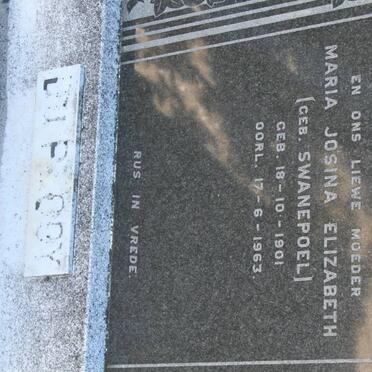 EN ONS LIEWE MOEDER
MARIA JOSINA ELIZABETH
(GEB. SWANEPOEL)
GEB. 18-10-1901
OORL. 17-6-1963.
RUS IN VREDE.
DU PLOOY